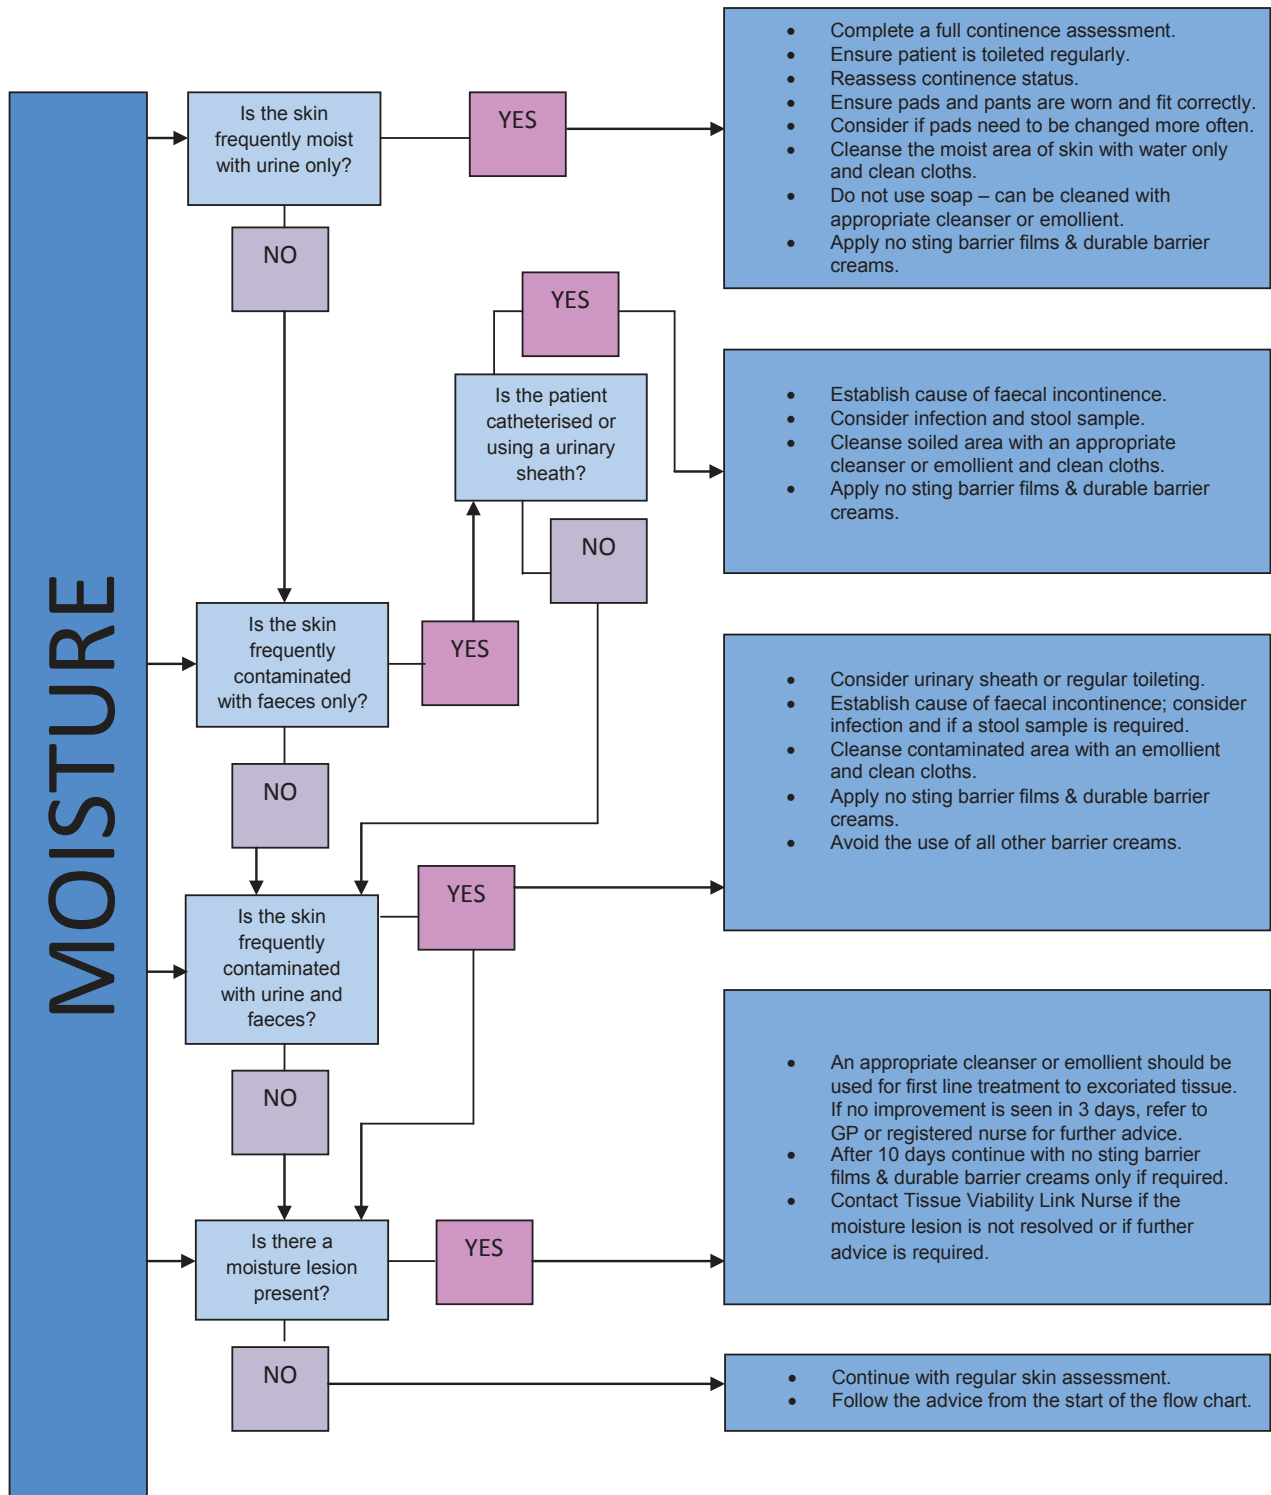 MOISTURE
Is the skin
frequently moist
with urine only?
YES
• Complete a full continence assessment.
• Ensure patient is toileted regularly.
• Reassess continence status.
• Ensure pads and pants are worn and fit correctly.
• Consider if pads need to be changed more often.
• Cleanse the moist area of skin with water only
and clean cloths.
• Do not use soap – can be cleaned with
appropriate cleanser or emollient.
• Apply no sting barrier films & durable barrier
creams.
NO
Is the skin
frequently
contaminated
with faeces only?
YES
Is the patient
catheterised or
using a urinary
sheath?
YES
• Establish cause of faecal incontinence.
• Consider infection and stool sample.
• Cleanse soiled area with an appropriate
cleanser or emollient and clean cloths.
• Apply no sting barrier films & durable barrier
creams.
NO
NO
Is the skin
frequently
contaminated
with urine and
faeces?
YES
• Consider urinary sheath or regular toileting.
• Establish cause of faecal incontinence; consider
infection and if a stool sample is required.
• Cleanse contaminated area with an emollient
and clean cloths.
• Apply no sting barrier films & durable barrier
creams.
• Avoid the use of all other barrier creams.
NO
Is there a
moisture lesion
present?
YES
• An appropriate cleanser or emollient should be
used for first line treatment to excoriated tissue.
If no improvement is seen in 3 days, refer to
GP or registered nurse for further advice.
• After 10 days continue with no sting barrier
films & durable barrier creams only if required.
• Contact Tissue Viability Link Nurse if the
moisture lesion is not resolved or if further
advice is required.
NO
• Continue with regular skin assessment.
• Follow the advice from the start of the flow chart.